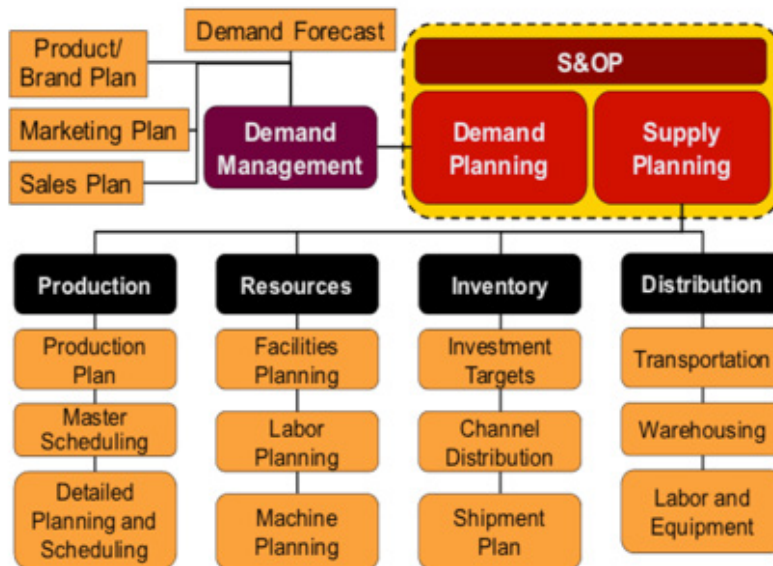 Demand Forecast
Product/
Brand Plan
Marketing Plan
Sales Plan
Demand
Management
S&OP
Demand
Planning
Supply
Planning
Production
Production
Plan
Master
Scheduling
Detailed
Planning and
Scheduling
Resources
Facilities
Planning
Labor
Planning
Machine
Planning
Inventory
Investment
Targets
Channel
Distribution
Shipment
Plan
Distribution
Transportation
Warehousing
Labor and
Equipment